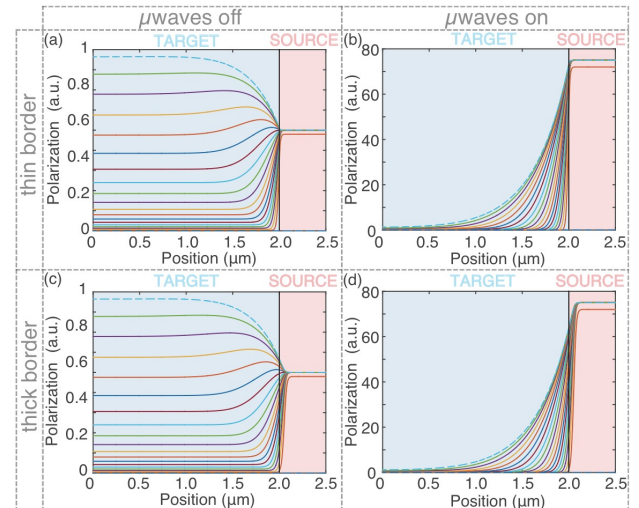 μwaves off
μwaves on
thin border
(a)
TARGET
SOURCE
1
0.8
0.6
0.4
0.2
0
Polarization (a.u.)
0
0.5
1.0
1.5
2.0
2.5
Position (μm)
(b)
TARGET
SOURCE
80
60
40
20
0
Polarization (a.u.)
0
0.5
1.0
1.5
2.0
2.5
Position (μm)
thick border
(c)
TARGET
SOURCE
1
0.8
0.6
0.4
0.2
0
Polarization (a.u.)
0
0.5
1.0
1.5
2.0
2.5
Position (μm)
(d)
TARGET
SOURCE
80
60
40
20
0
Polarization (a.u.)
0
0.5
1.0
1.5
2.0
2.5
Position (μm)